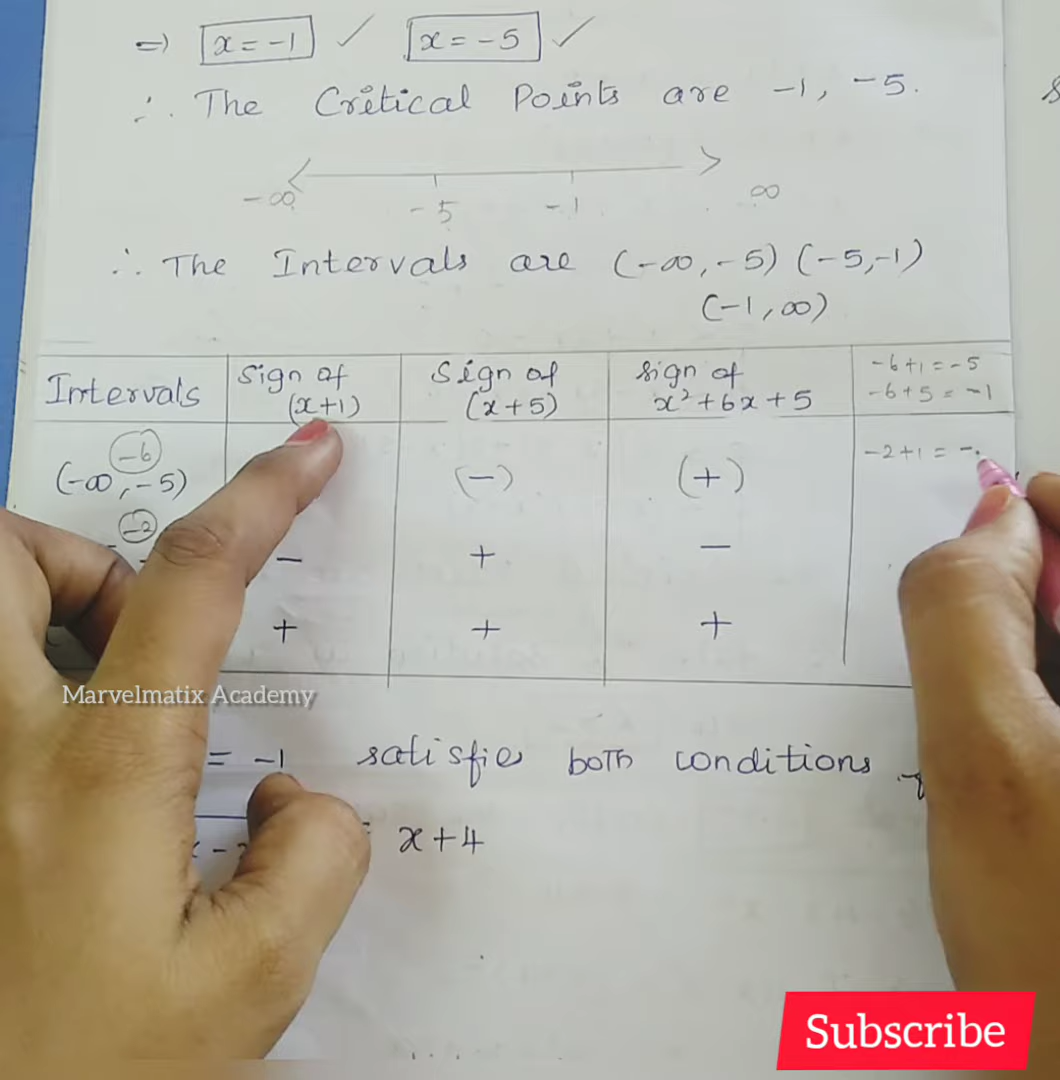 =) x = -1 ✓ x = -5 ✓
∴ The Critical Points are -1, -5.
-∞ -5 -1 ∞
∴ The Intervals are (-∞, -5) (-5, -1)
(-1, ∞)
Intervals Sign of (x+1) Sign of (x+5) sign of x²+6x+5 -6+1 = -5
-6+5 = -1
-6
(-∞, -5) (-) (+) -2+1 = -
-2
- + -
+ + +
Marvelmatix Academy
= -1 satisfies both conditions
x+4
Subscribe